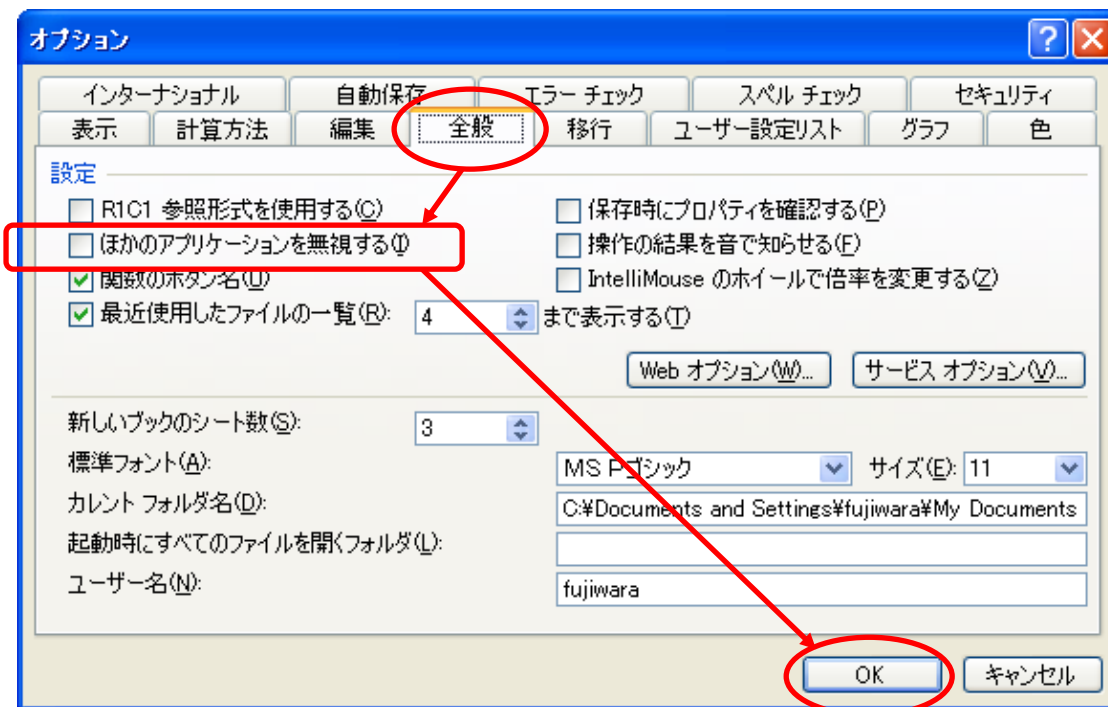 オプション
インターナショナル 自動保存 エラー チェック スペル チェック セキュリティ
表示 計算方法 編集 全般 移行 ユーザー設定リスト グラフ 色
設定
R1C1 参照形式を使用する(C) 保存時にプロパティを確認する(P)
ほかのアプリケーションを無視する(I) 操作の結果を音で知らせる(F)
関数のボタン名(U) IntelliMouse のホイールで倍率を変更する(Z)
最近使用したファイルの一覧(R): 4 まで表示する(T)
Web オプション(W)... サービス オプション(V)...
新しいブックのシート数(S): 3
標準フォント(A): MS Pゴシック サイズ(E): 11
カレント フォルダ名(D): C:¥Documents and Settings¥fujiwara¥My Documents
起動時にすべてのファイルを開くフォルダ(L):
ユーザー名(N): fujiwara
OK キャンセル